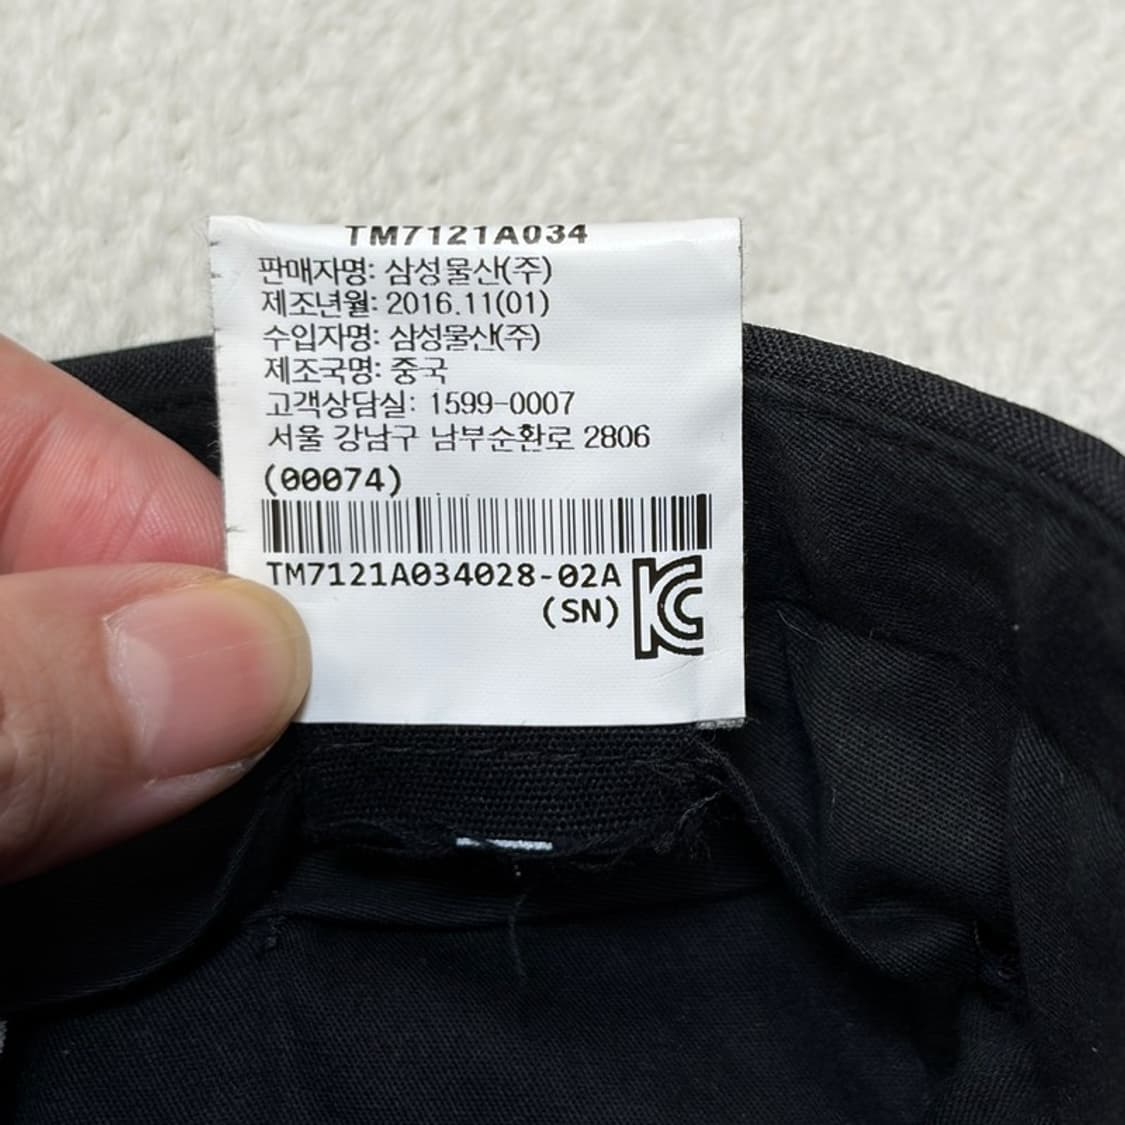 TM7121A034
판매자명: 삼성물산(주)
제조년월: 2016.11(01)
수입자명: 삼성물산(주)
제조국명: 중국
고객상담실: 1599-0007
서울 강남구 남부순환로 2806
(00074)
TM7121A034028-02A
(SN)
KC